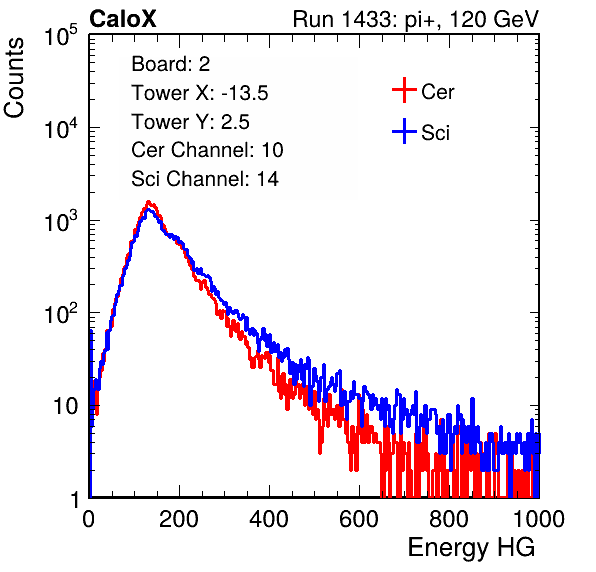 CaloX Run 1433: pi+, 120 GeV
Counts
Board: 2
Tower X: -13.5
Tower Y: 2.5
Cer Channel: 10
Sci Channel: 14
Cer
Sci
10^5
10^4
10^3
10^2
10
1
0 200 400 600 800 1000
Energy HG